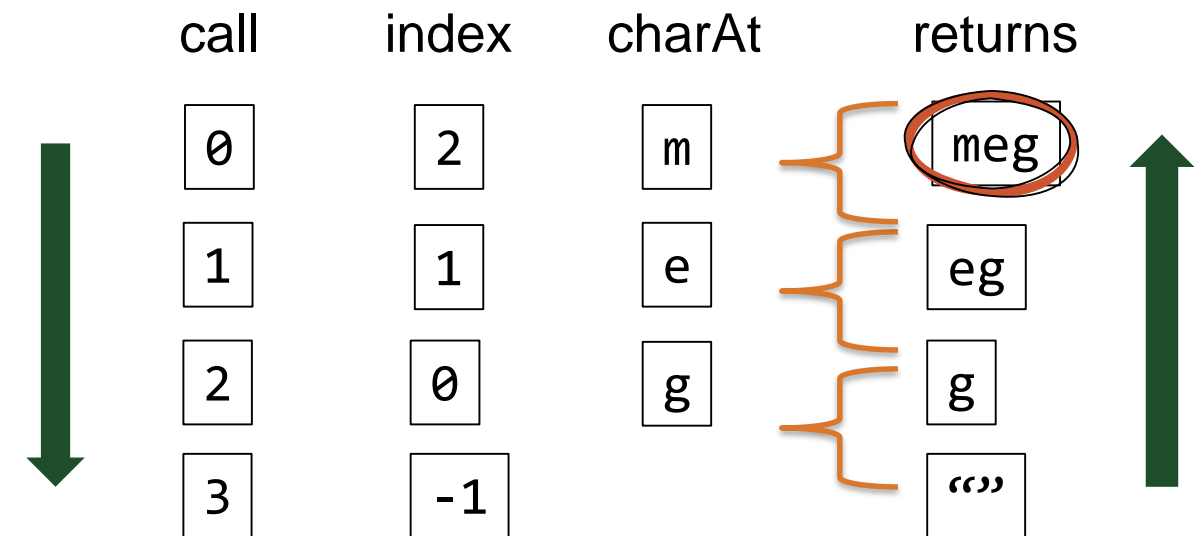 call index charAt returns
0 2 m meg
1 1 e eg
2 0 g g
3 -1 “”